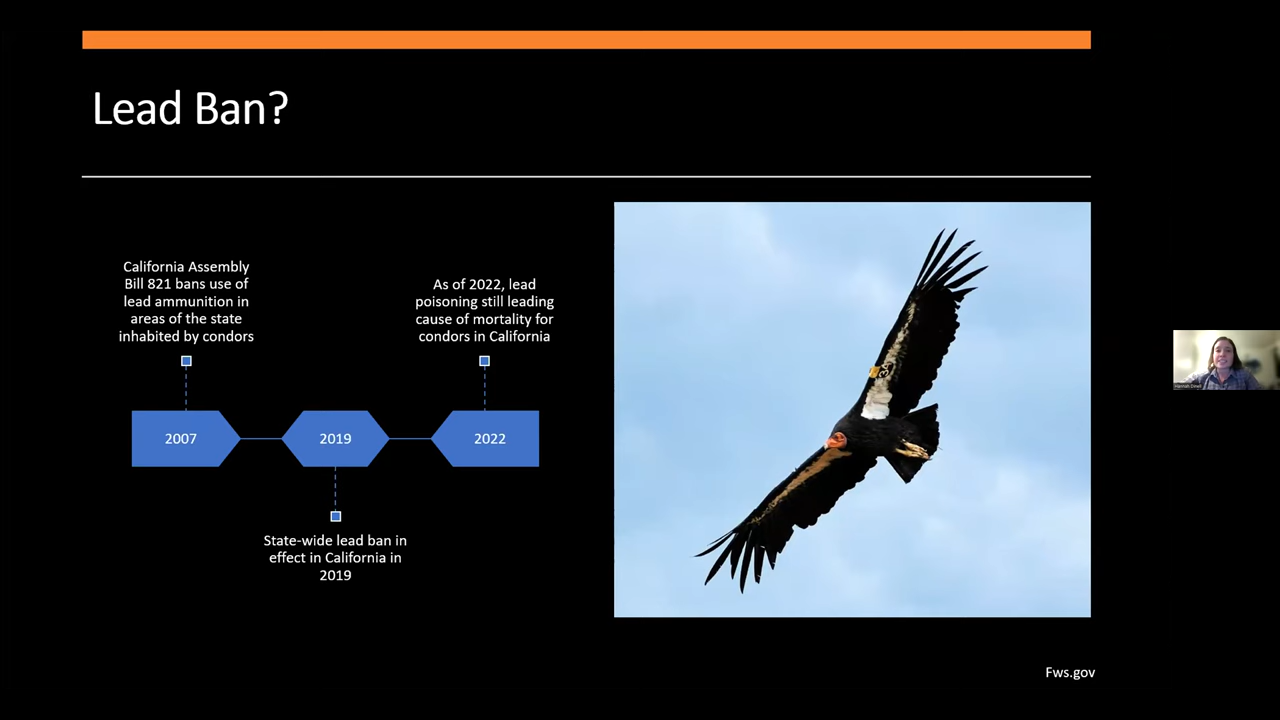 Lead Ban?
California Assembly
Bill 821 bans use of
lead ammunition in
areas of the state
inhabited by condors
As of 2022, lead
poisoning still leading
cause of mortality for
condors in California
2007
2019
2022
State-wide lead ban in
effect in California in
2019
Fws.gov